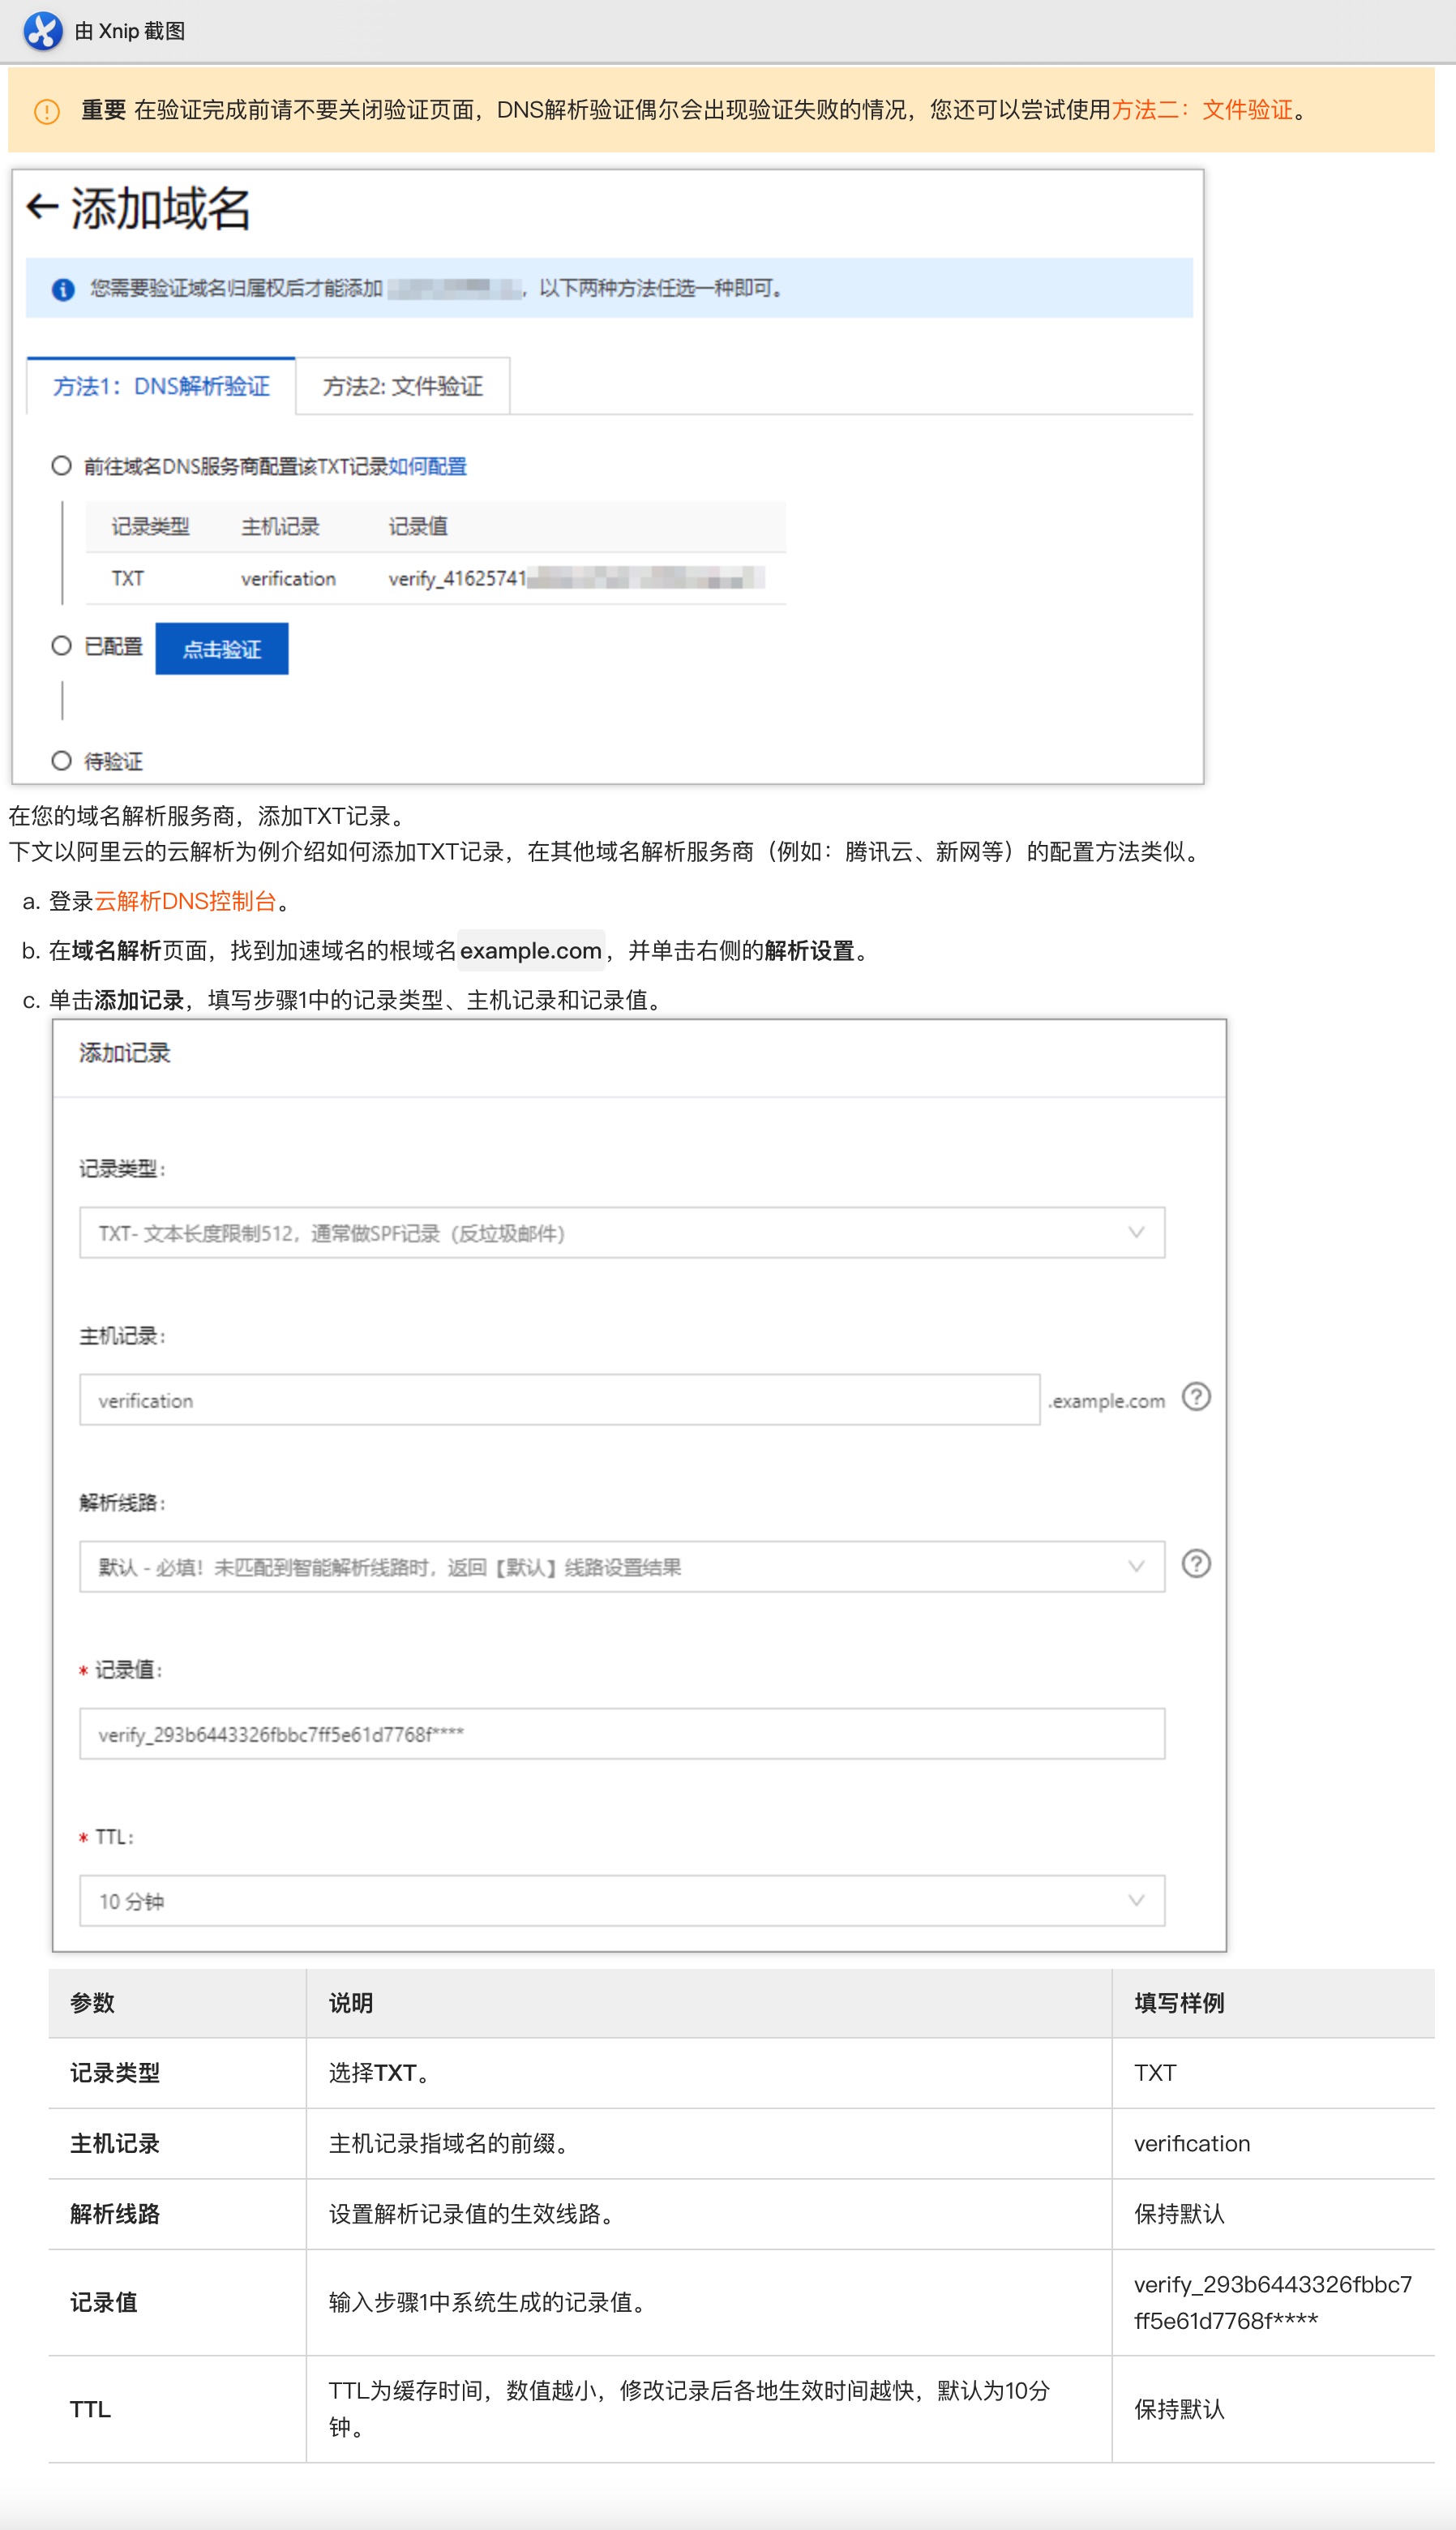 由 Xnip 截图
重要 在验证完成前请不要关闭验证页面，DNS解析验证偶尔会出现验证失败的情况，您还可以尝试使用方法二：文件验证。
添加域名
您需要验证域名归属权后才能添加 ，以下两种方法任选一种即可。
方法1：DNS解析验证 方法2: 文件验证
前往域名DNS服务商配置该TXT记录如何配置
记录类型 主机记录 记录值
TXT verification verify_41625741
已配置 点击验证
待验证
在您的域名解析服务商，添加TXT记录。
下文以阿里云的云解析为例介绍如何添加TXT记录，在其他域名解析服务商（例如：腾讯云、新网等）的配置方法类似。
a. 登录云解析DNS控制台。
b. 在域名解析页面，找到加速域名的根域名example.com，并单击右侧的解析设置。
c. 单击添加记录，填写步骤1中的记录类型、主机记录和记录值。
添加记录
记录类型：
TXT- 文本长度限制512，通常做SPF记录（反垃圾邮件）
主机记录：
verification .example.com ?
解析线路：
默认 - 必填！未匹配到智能解析线路时，返回【默认】线路设置结果 ?
* 记录值：
verify_293b6443326fbbc7ff5e61d7768f****
* TTL：
10 分钟
参数 说明 填写样例
记录类型 选择TXT。 TXT
主机记录 主机记录指域名的前缀。 verification
解析线路 设置解析记录值的生效线路。 保持默认
记录值 输入步骤1中系统生成的记录值。 verify_293b6443326fbbc7
ff5e61d7768f****
TTL TTL为缓存时间，数值越小，修改记录后各地生效时间越快，默认为10分
钟。 保持默认